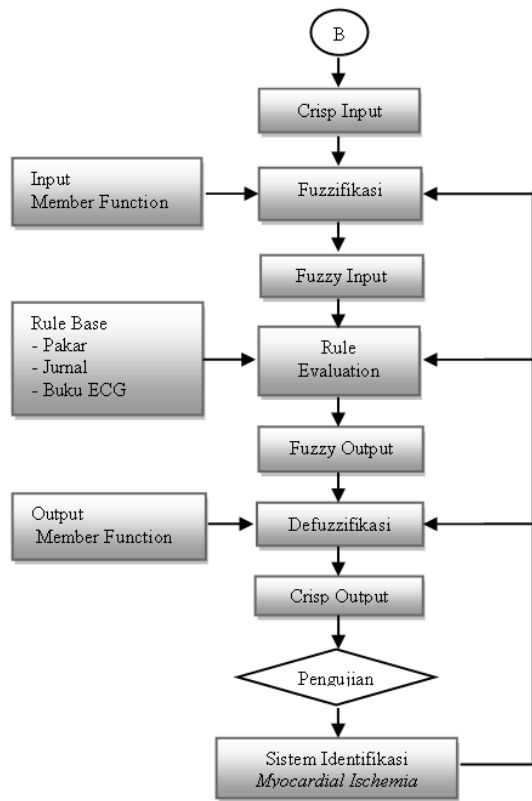 B
Crisp Input
Input
Member Function
Fuzzifikasi
Fuzzy Input
Rule Base
- Pakar
- Jurnal
- Buku ECG
Rule
Evaluation
Fuzzy Output
Output
Member Function
Defuzzifikasi
Crisp Output
Pengujian
Sistem Identifikasi
Myocardial Ischemia